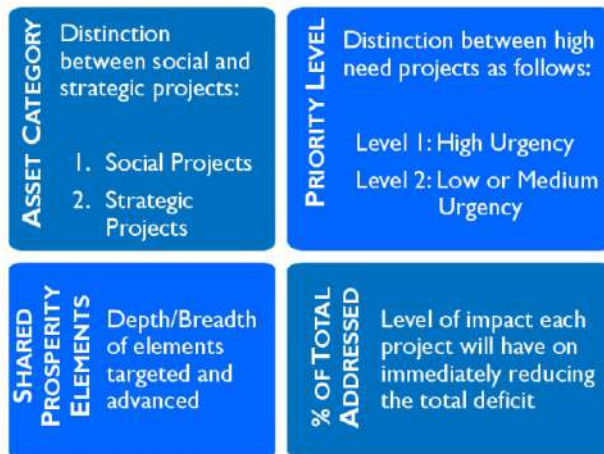 ASSET CATEGORY
Distinction
between social and
strategic projects:
1. Social Projects
2. Strategic
Projects
PRIORITY LEVEL
Distinction between high
need projects as follows:
Level 1: High Urgency
Level 2: Low or Medium
Urgency
SHARED
PROSPERITY
ELEMENTS
Depth/Breadth
of elements
targeted and
advanced
% OF TOTAL
ADDRESSED
Level of impact each
project will have on
immediately reducing
the total deficit